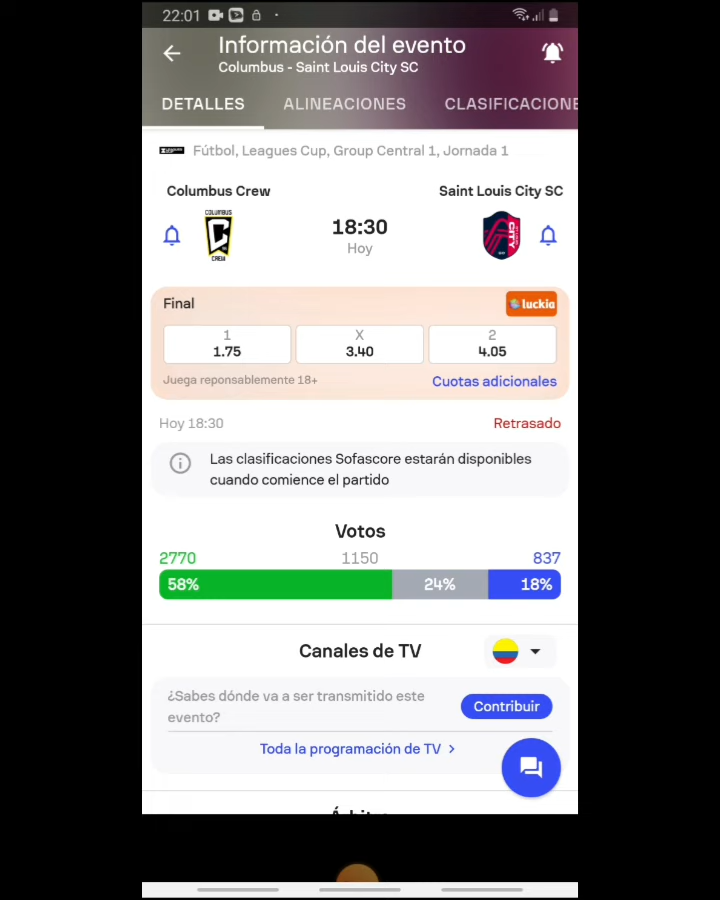 22:01
Información del evento
Columbus - Saint Louis City SC
DETALLES ALINEACIONES CLASIFICACIONE
Fútbol, Leagues Cup, Group Central 1, Jornada 1
Columbus Crew
Saint Louis City SC
COLUMBUS
CREW
CITY
18:30
Hoy
Final
luckia
1
1.75
X
3.40
2
4.05
Juega reponsablemente 18+
Cuotas adicionales
Hoy 18:30
Retrasado
Las clasificaciones Sofascore estarán disponibles
cuando comience el partido
Votos
2770 1150 837
58% 24% 18%
Canales de TV
¿Sabes dónde va a ser transmitido este
evento?
Contribuir
Toda la programación de TV